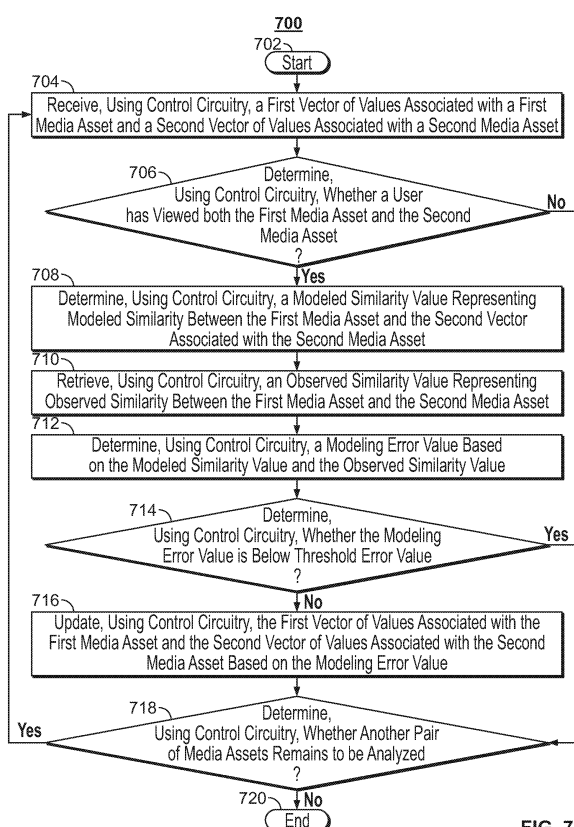 700
702
Start
704
Receive, Using Control Circuitry, a First Vector of Values Associated with a First
Media Asset and a Second Vector of Values Associated with a Second Media Asset
706
Determine,
Using Control Circuitry, Whether a User
has Viewed both the First Media Asset and the Second
Media Asset
?
No
Yes
708
Determine, Using Control Circuitry, a Modeled Similarity Value Representing
Modeled Similarity Between the First Media Asset and the Second Vector
Associated with the Second Media Asset
710
Retrieve, Using Control Circuitry, an Observed Similarity Value Representing
Observed Similarity Between the First Media Asset and the Second Media Asset
712
Determine, Using Control Circuitry, a Modeling Error Value Based
on the Modeled Similarity Value and the Observed Similarity Value
714
Determine,
Using Control Circuitry, Whether the Modeling
Error Value is Below Threshold Error Value
?
Yes
No
716
Update, Using Control Circuitry, the First Vector of Values Associated with the
First Media Asset and the Second Vector of Values Associated with the Second
Media Asset Based on the Modeling Error Value
718
Determine,
Using Control Circuitry, Whether Another Pair
of Media Assets Remains to be Analyzed
?
Yes
No
720
End
FIG. 7